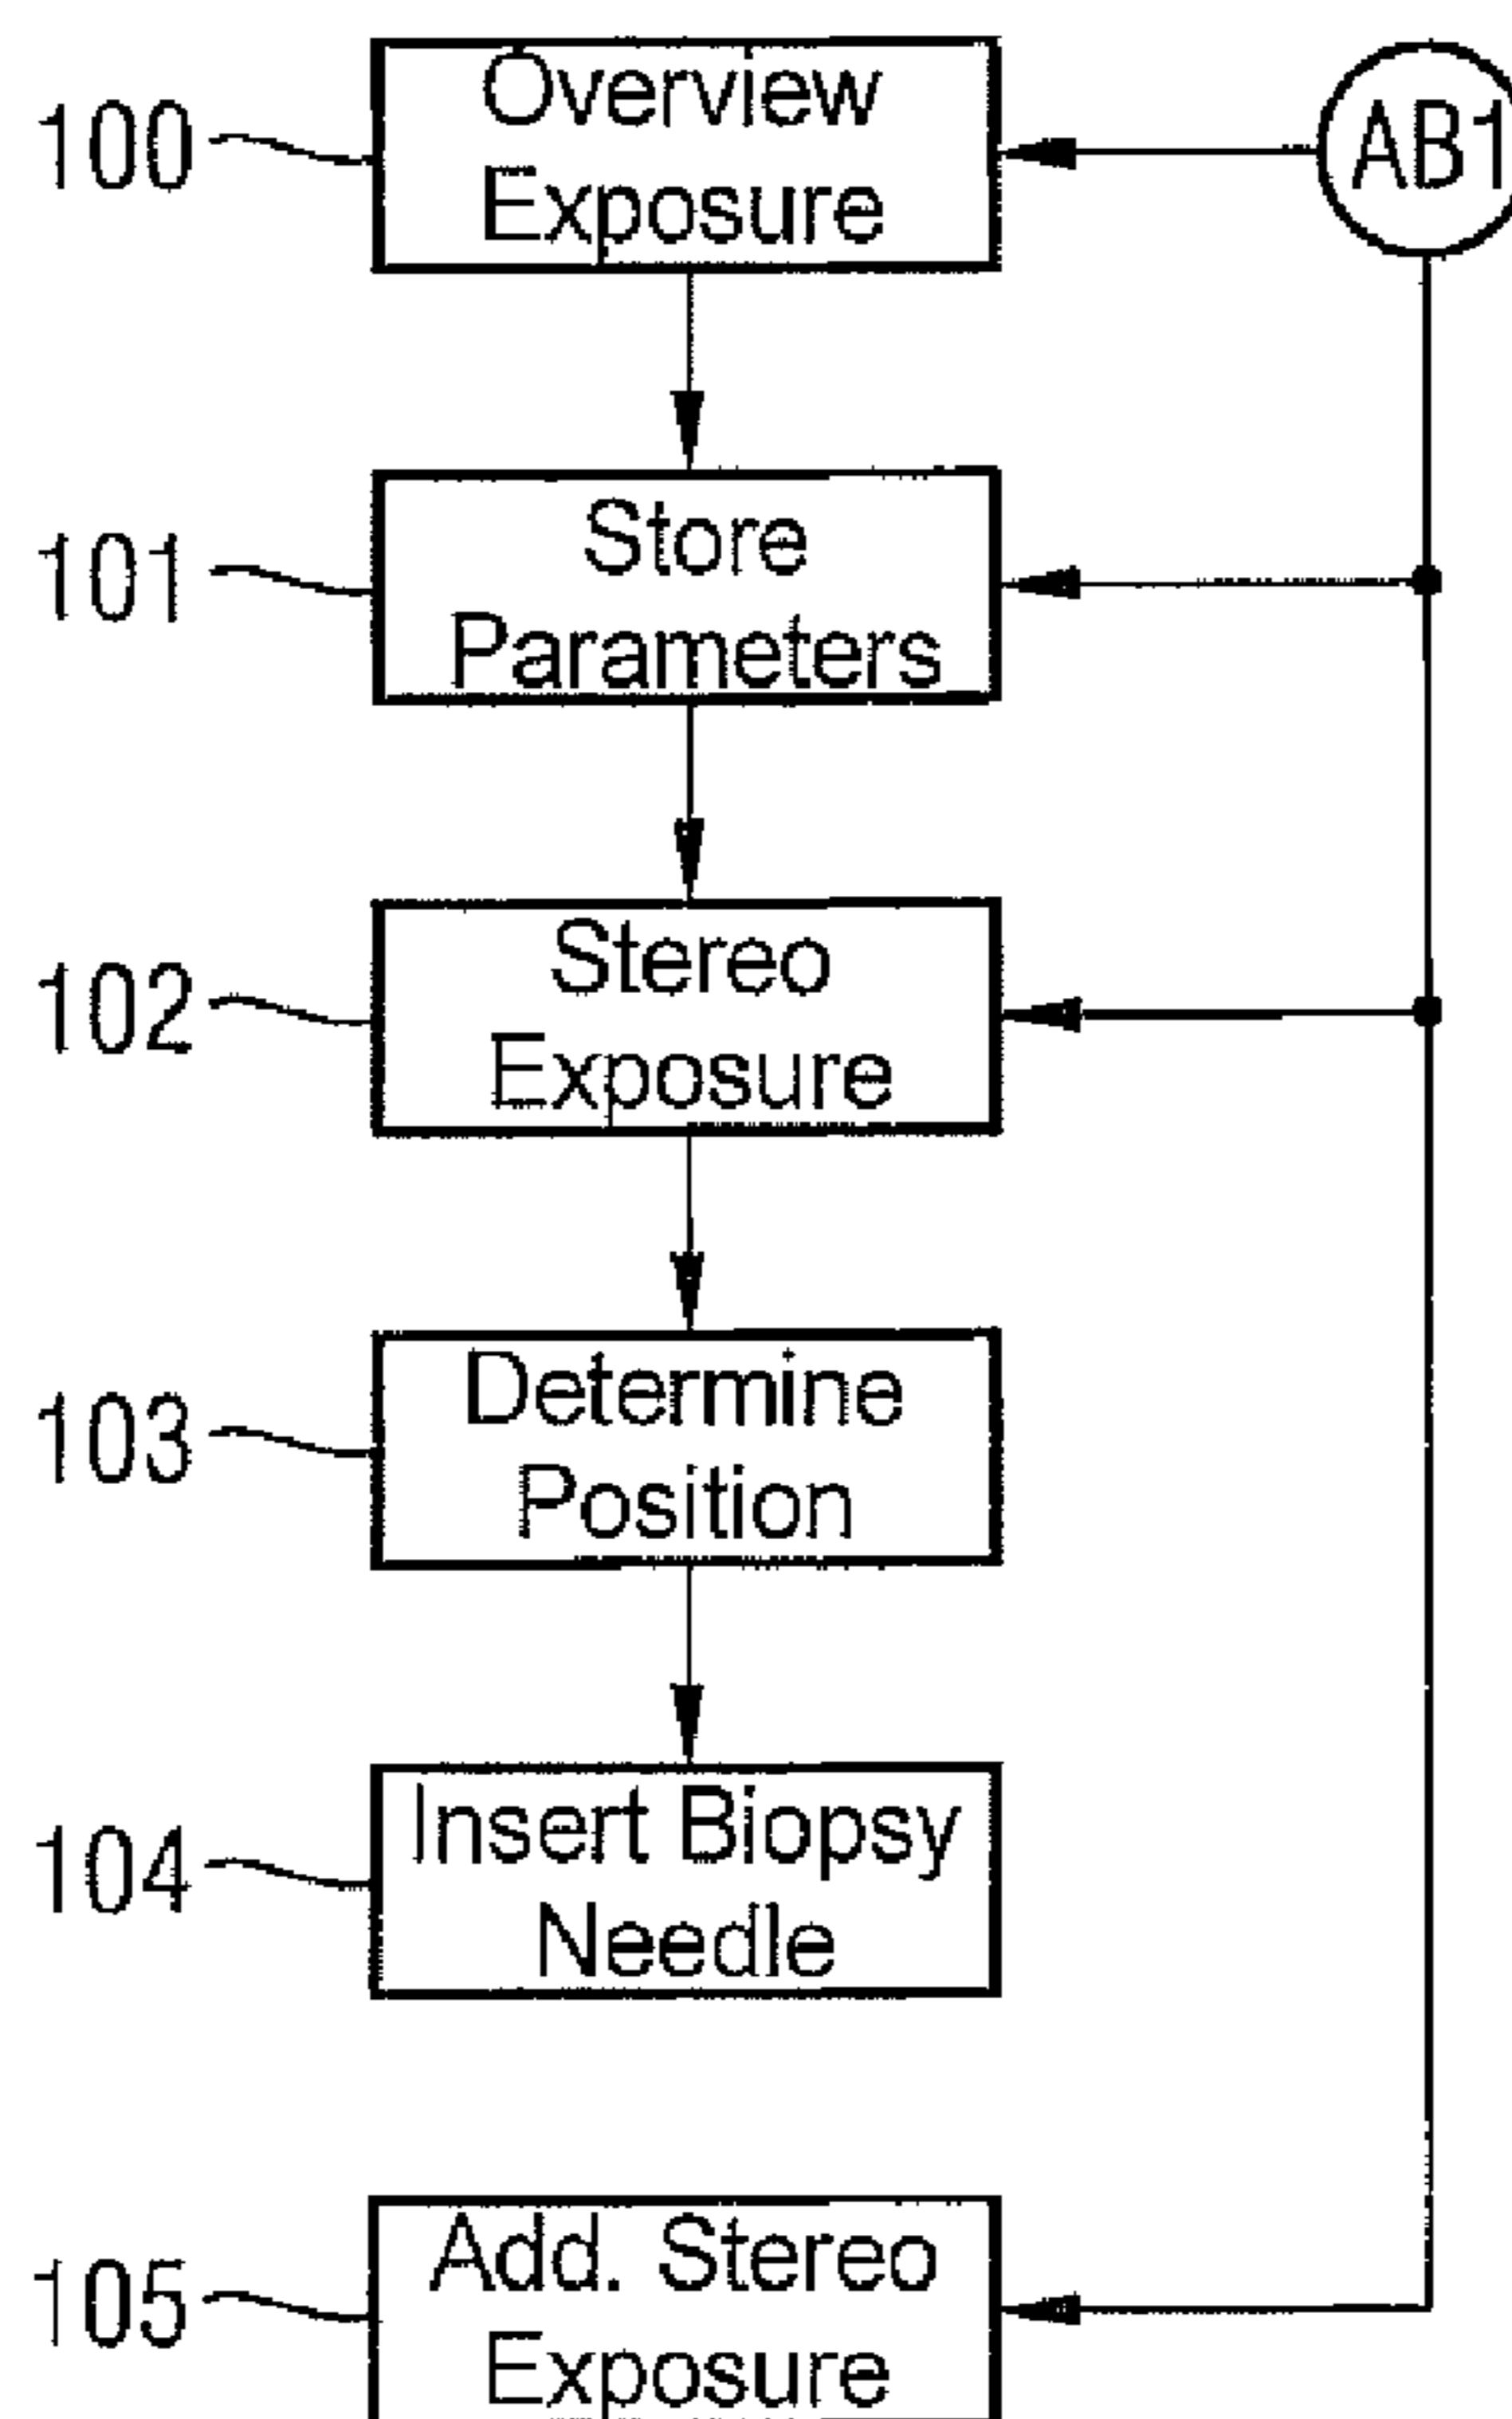 100
Overview
Exposure
AB1
101
Store
Parameters
102
Stereo
Exposure
103
Determine
Position
104
Insert Biopsy
Needle
105
Add. Stereo
Exposure